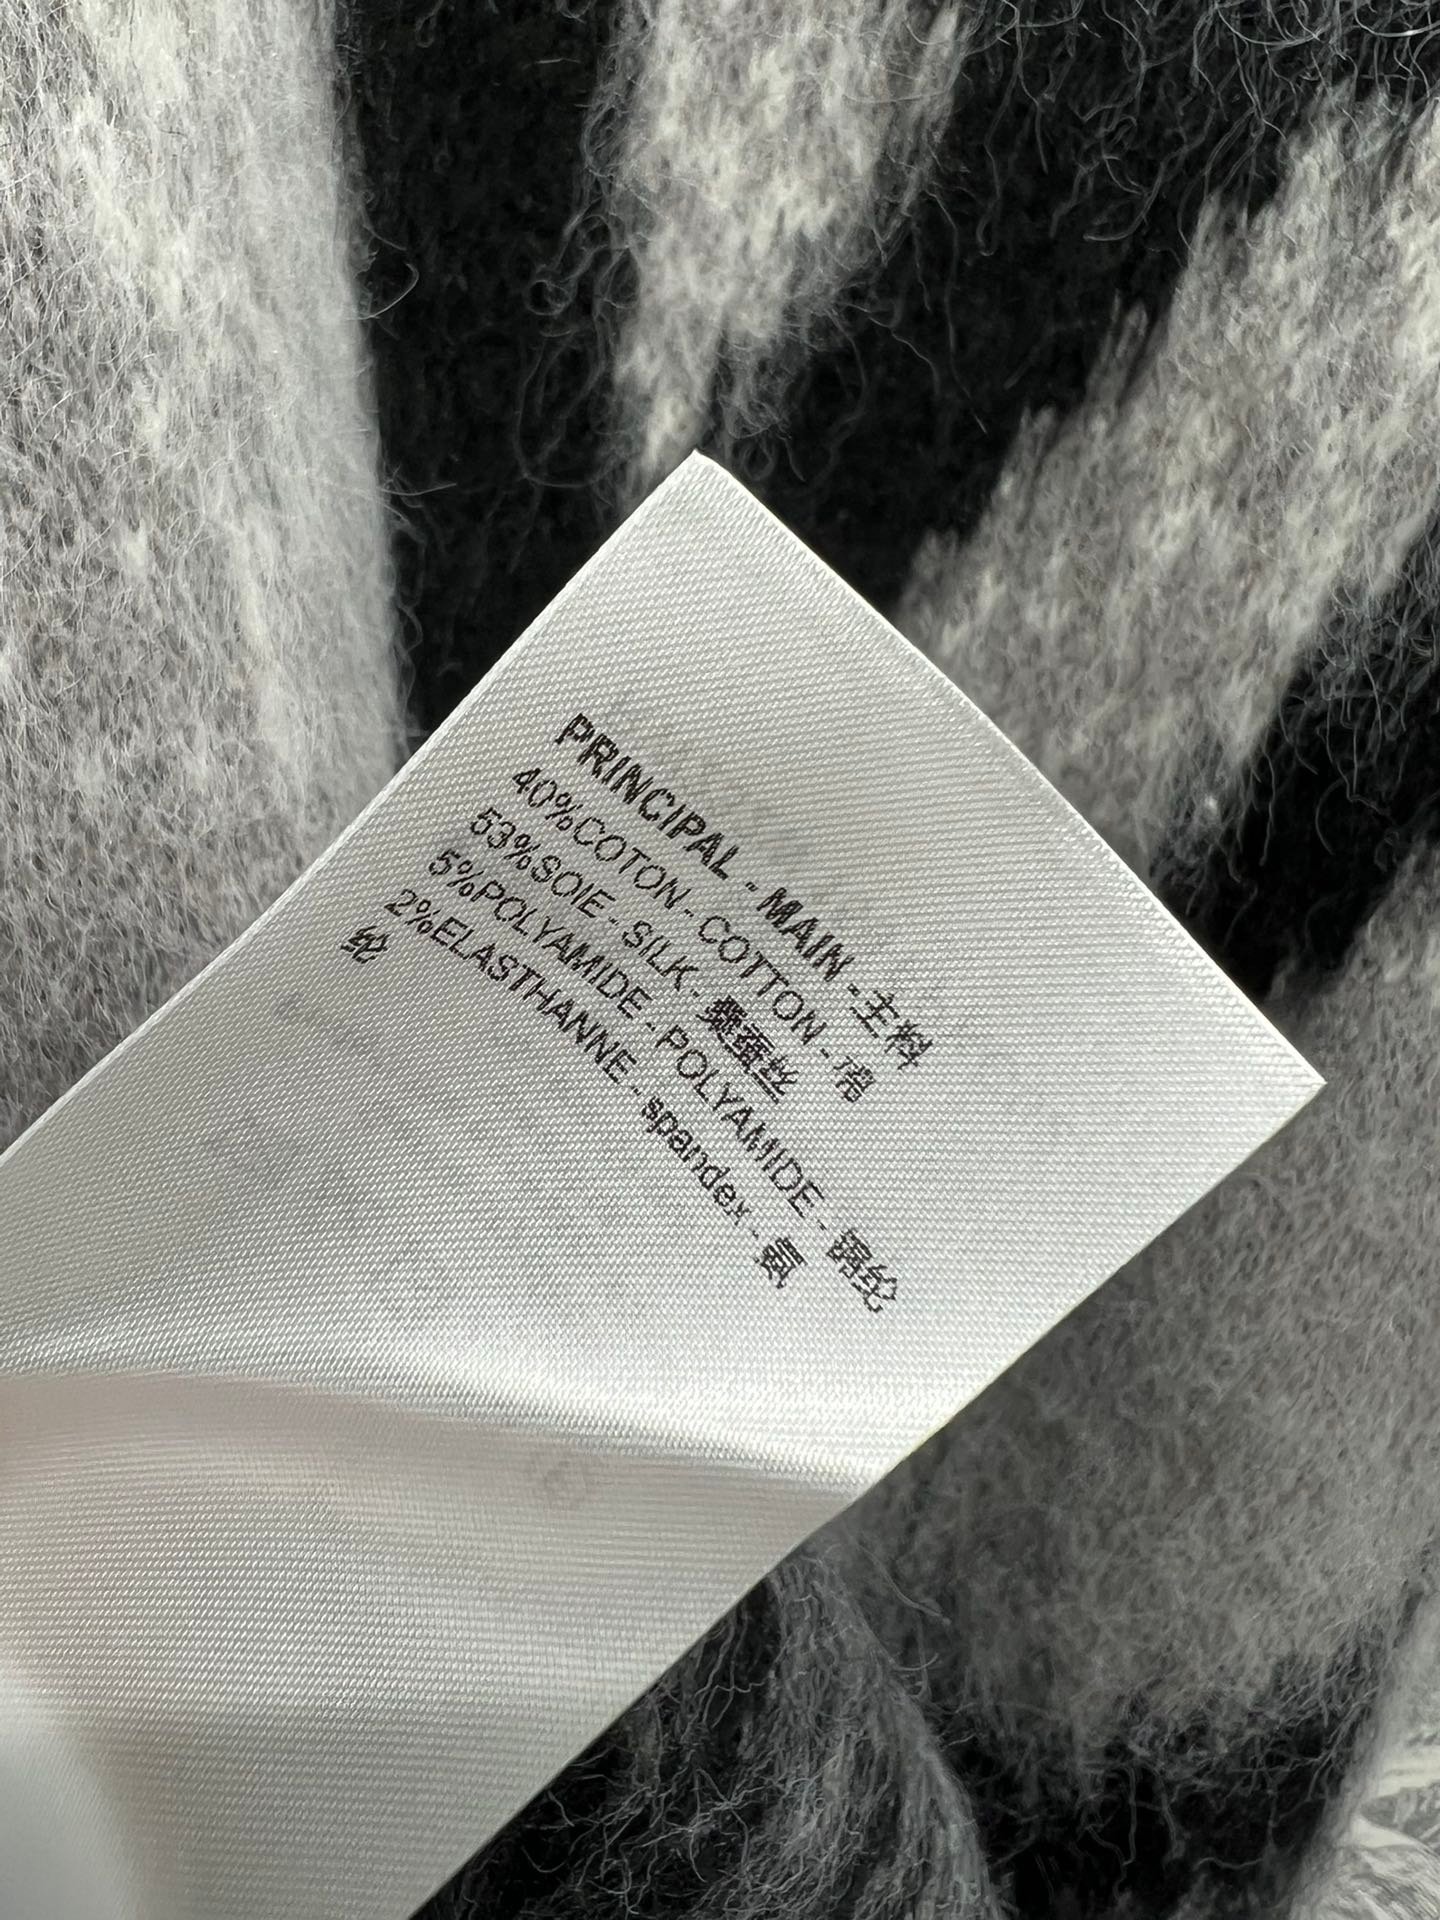 PRINCIPAL - MAIN - 主料
40%COTON - COTTON - 棉
53%SOIE - SILK - 桑蚕丝
5%POLYAMIDE - POLYAMIDE - 锦纶
2%ELASTHANNE - spandex - 氨
纶